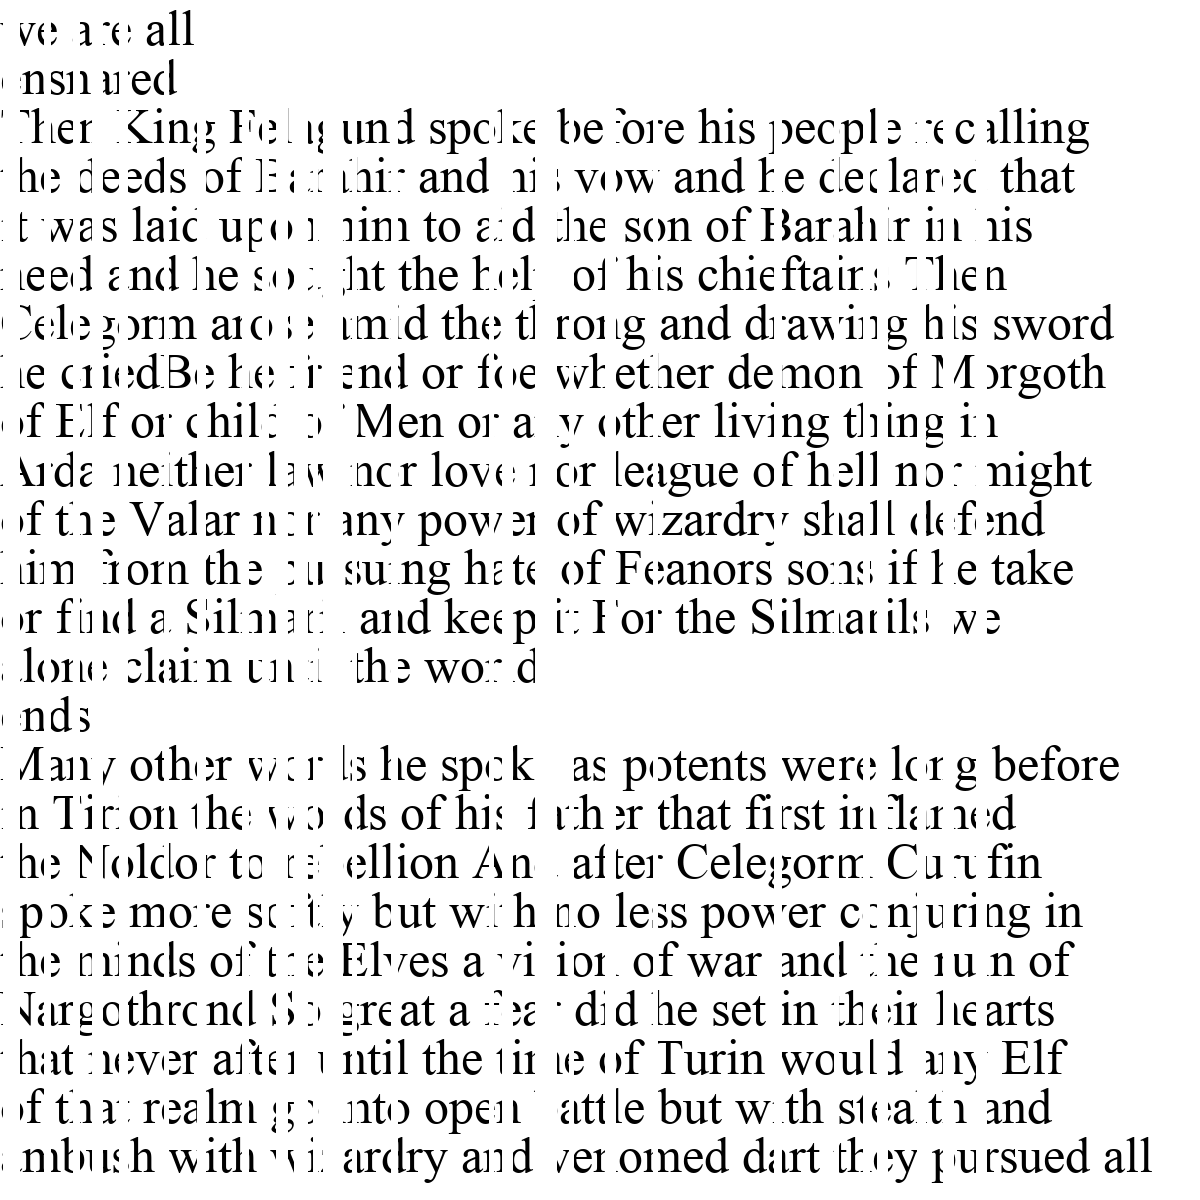 we are all
ensnared
Then King Felagund spoke before his people recalling
the deeds of Barahir and his vow and he declared that
it was laid upon him to aid the son of Barahir in his
need and he sought the help of his chieftains Then
Celegorm arose amid the throng and drawing his sword
he criedBe he friend or foe whether demon of Morgoth
of Elf or child of Men or any other living thing in
Arda neither law nor love nor league of hell nor might
of the Valar nor any power of wizardry shall defend
him from the pursuing hate of Feanors sons if he take
or find a Silmaril and keep it For the Silmarils we
alone claim until the world
ends
Many other words he spoke as potents were long before
in Tirion the words of his father that first inflamed
the Noldor to rebellion And after Celegorm Curufin
spoke more softly but with no less power conjuring in
the minds of the Elves a vision of war and the ruin of
Nargothrond So great a fear did he set in their hearts
that never after until the time of Turin would any Elf
of that realm go into open battle but with stealth and
ambush with wizardry and venomed dart they pursued all